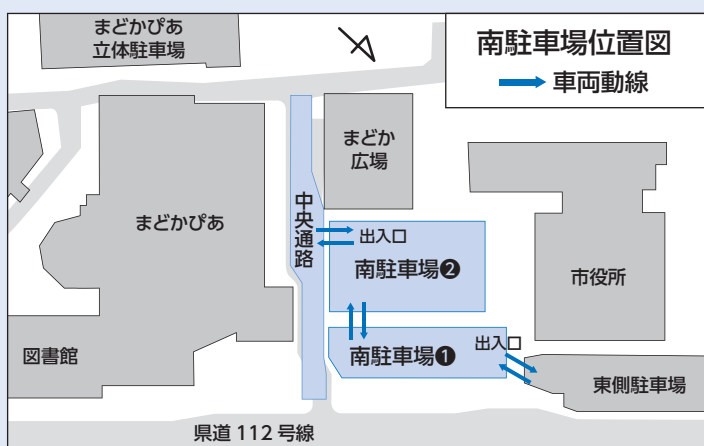 まどかぴあ
立体駐車場
南駐車場位置図
車両動線
まどか
広場
中央通路
まどかぴあ
出入口
南駐車場❷
市役所
出入口
南駐車場❶
図書館
東側駐車場
県道112号線